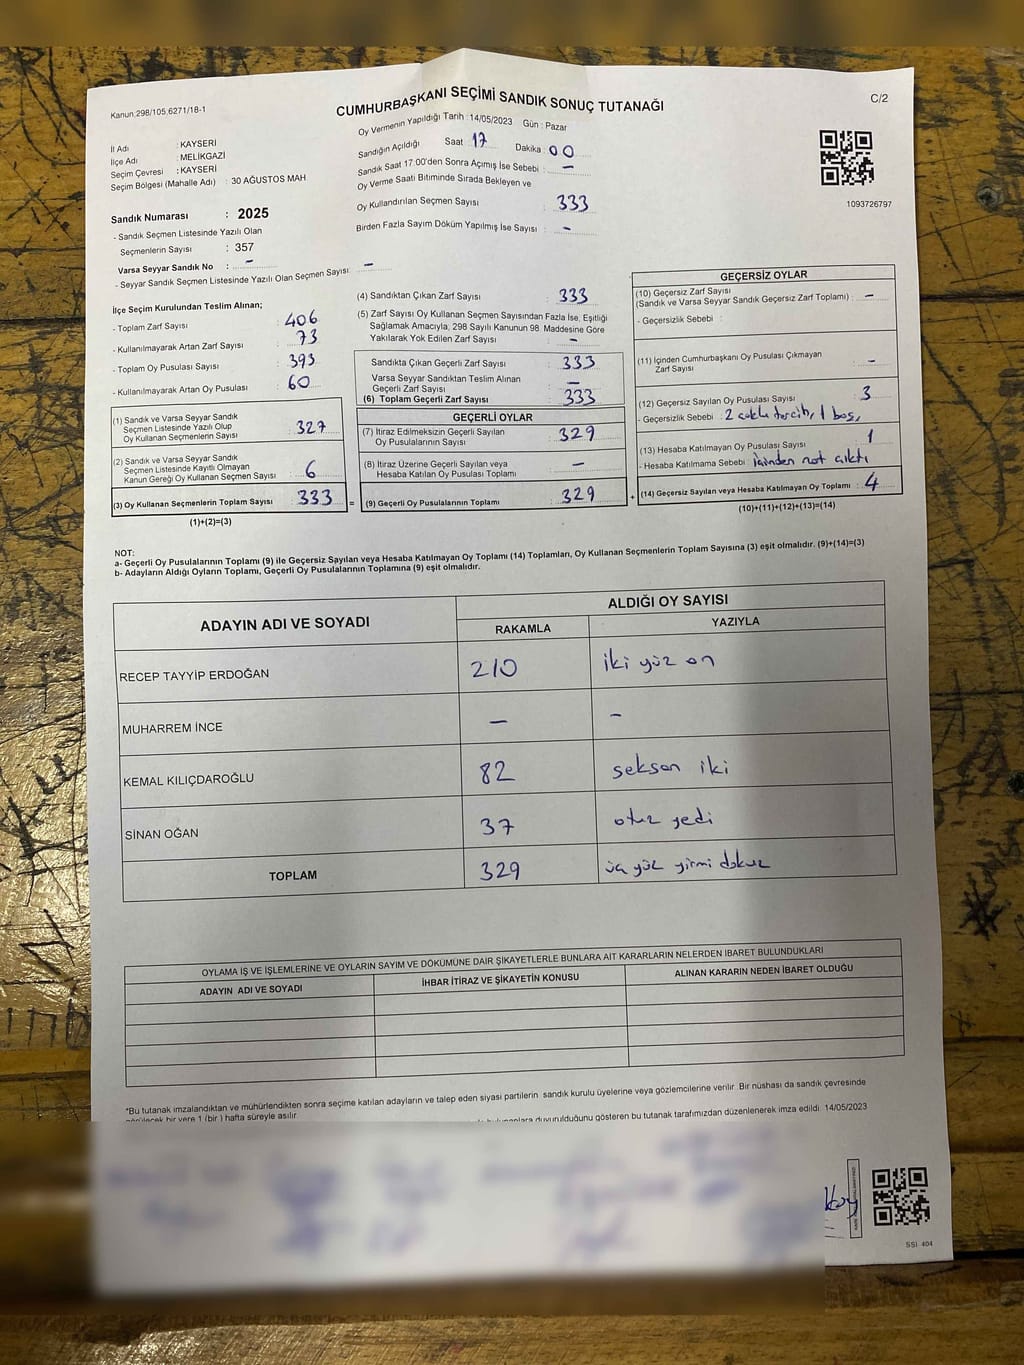 Kanun 298/105,6271/18-1
CUMHURBAŞKANI SEÇİMİ SANDIK SONUÇ TUTANAĞI
C/2
Oy Vermenin Yapıldığı Tarih : 14/05/2023 Gün : Pazar
İl Adı : KAYSERİ
İlçe Adı : MELİKGAZİ
Seçim Çevresi : KAYSERİ
Seçim Bölgesi (Mahalle Adı) : 30 AĞUSTOS MAH
Sandık Numarası : 2025
- Sandık Seçmen Listesinde Yazılı Olan
Seçmenlerin Sayısı : 357
Varsa Seyyar Sandık No : -
- Seyyar Sandık Seçmen Listesinde Yazılı Olan Seçmen Sayısı: -
Sandığın Açıldığı Saat 17 Dakika : 00
Sandık Saat 17:00'den Sonra Açımış İse Sebebi : -
Oy Verme Saati Bitiminde Sırada Bekleyen ve
Oy Kullandırılan Seçmen Sayısı : 333
Birden Fazla Sayım Döküm Yapılmış İse Sayısı : -
1093726797
İlçe Seçim Kurulundan Teslim Alınan;
- Toplam Zarf Sayısı : 406
- Kullanılmayarak Artan Zarf Sayısı : 73
- Toplam Oy Pusulası Sayısı : 393
- Kullanılmayarak Artan Oy Pusulası : 60
(1) Sandık ve Varsa Seyyar Sandık
Seçmen Listesinde Yazılı Olup
Oy Kullanan Seçmenlerin Sayısı : 327
(2) Sandık ve Varsa Seyyar Sandık
Seçmen Listesinde Kayıtlı Olmayan
Kanun Gereği Oy Kullanan Seçmen Sayısı : 6
(3) Oy Kullanan Seçmenlerin Toplam Sayısı : 333 =
(1)+(2)=(3)
(4) Sandıktan Çıkan Zarf Sayısı : 333
(5) Zarf Sayısı Oy Kullanan Seçmen Sayısından Fazla İse, Eşitliği
Sağlamak Amacıyla, 298 Sayılı Kanunun 98. Maddesine Göre
Yakılarak Yok Edilen Zarf Sayısı : -
Sandıkta Çıkan Geçerli Zarf Sayısı : 333
Varsa Seyyar Sandıktan Teslim Alınan
Geçerli Zarf Sayısı : -
(6) Toplam Geçerli Zarf Sayısı : 333
GEÇERLİ OYLAR
(7) İtiraz Edilmeksizin Geçerli Sayılan
Oy Pusulalarının Sayısı : 329
(8) İtiraz Üzerine Geçerli Sayılan veya
Hesaba Katılan Oy Pusulası Toplamı : -
(9) Geçerli Oy Pusulalarının Toplamı : 329 +
GEÇERSİZ OYLAR
(10) Geçersiz Zarf Sayısı
(Sandık ve Varsa Seyyar Sandık Geçersiz Zarf Toplamı) : -
- Geçersizlik Sebebi :
(11) İçinden Cumhurbaşkanı Oy Pusulası Çıkmayan
Zarf Sayısı : -
(12) Geçersiz Sayılan Oy Pusulası Sayısı : 3
- Geçersizlik Sebebi : 2 çoklu tercih, 1 boş,
(13) Hesaba Katılmayan Oy Pusulası Sayısı : 1
- Hesaba Katılmama Sebebi : içinden not çıktı
(14) Geçersiz Sayılan veya Hesaba Katılmayan Oy Toplamı : 4
(10)+(11)+(12)+(13)=(14)
NOT:
a- Geçerli Oy Pusulalarının Toplamı (9) ile Geçersiz Sayılan veya Hesaba Katılmayan Oy Toplamı (14) Toplamları, Oy Kullanan Seçmenlerin Toplam Sayısına (3) eşit olmalıdır. (9)+(14)=(3)
b- Adayların Aldığı Oyların Toplamı, Geçerli Oy Pusulalarının Toplamına (9) eşit olmalıdır.
ADAYIN ADI VE SOYADI
ALDIĞI OY SAYISI
RAKAMLA YAZIYLA
RECEP TAYYİP ERDOĞAN 210 iki yüz on
MUHARREM İNCE - -
KEMAL KILIÇDAROĞLU 82 seksen iki
SİNAN OĞAN 37 otuz yedi
TOPLAM 329 üç yüz yirmi dokuz
OYLAMA İŞ VE İŞLEMLERİNE VE OYLARIN SAYIM VE DÖKÜMÜNE DAİR ŞİKAYETLERLE BUNLARA AİT KARARLARIN NELERDEN İBARET BULUNDUKLARI
ADAYIN ADI VE SOYADI İHBAR İTİRAZ VE ŞİKAYETİN KONUSU ALINAN KARARIN NEDEN İBARET OLDUĞU
*Bu tutanak imzalandıktan ve mühürlendikten sonra seçime katılan adayların ve talep eden siyasi partilerin sandık kurulu üyelerine veya gözlemcilerine verilir. Bir nüshası da sandık çevresinde
görülecek bir yere 1 (bir) hafta süreyle asılır.
duyurulduğunu gösteren bu tutanak tarafımızdan düzenlenerek imza edildi. 14/05/2023
SSI 404